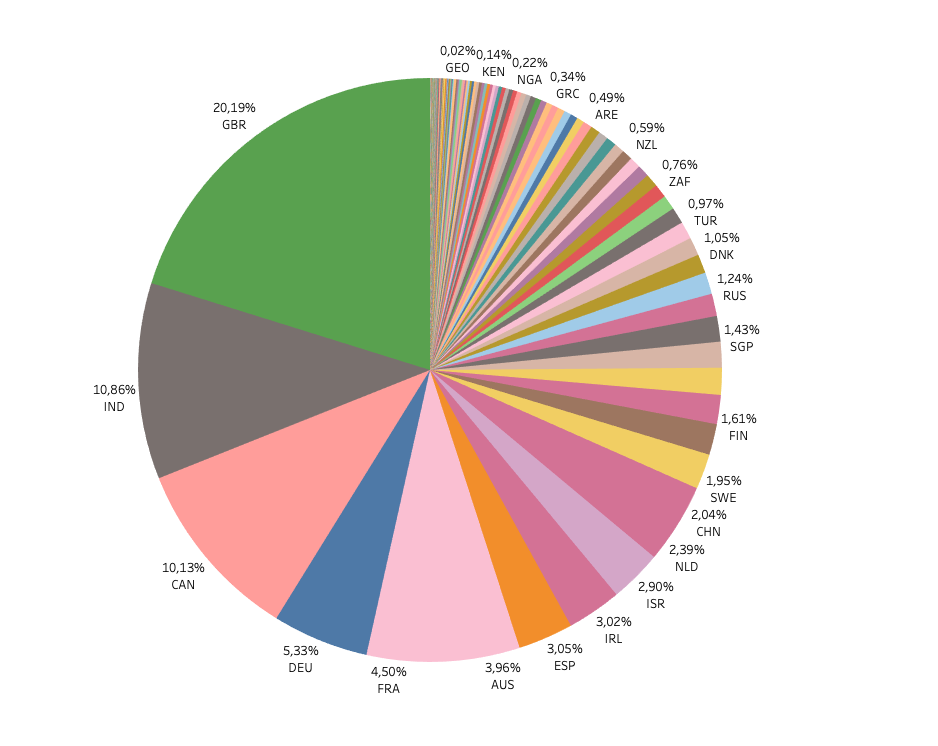 0,02%
GEO
0,14%
KEN
0,22%
NGA
0,34%
GRC
0,49%
ARE
0,59%
NZL
0,76%
ZAF
0,97%
TUR
1,05%
DNK
1,24%
RUS
1,43%
SGP
1,61%
FIN
1,95%
SWE
2,04%
CHN
2,39%
NLD
2,90%
ISR
3,02%
IRL
3,05%
ESP
3,96%
AUS
4,50%
FRA
5,33%
DEU
10,13%
CAN
10,86%
IND
20,19%
GBR